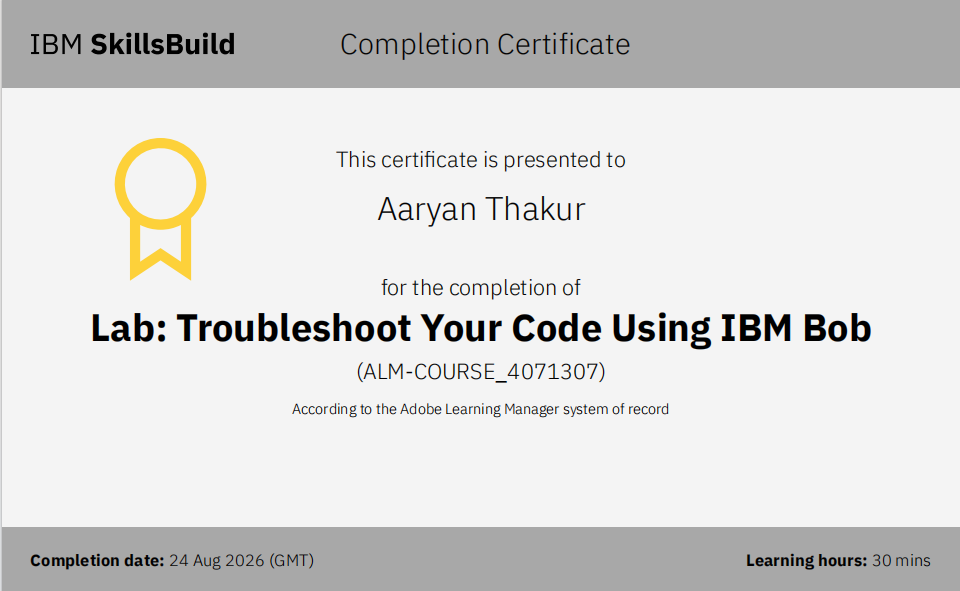 IBM SkillsBuild
Completion Certificate
This certificate is presented to
Aaryan Thakur
for the completion of
Lab: Troubleshoot Your Code Using IBM Bob
(ALM-COURSE_4071307)
According to the Adobe Learning Manager system of record
Completion date: 24 Aug 2026 (GMT)
Learning hours: 30 mins